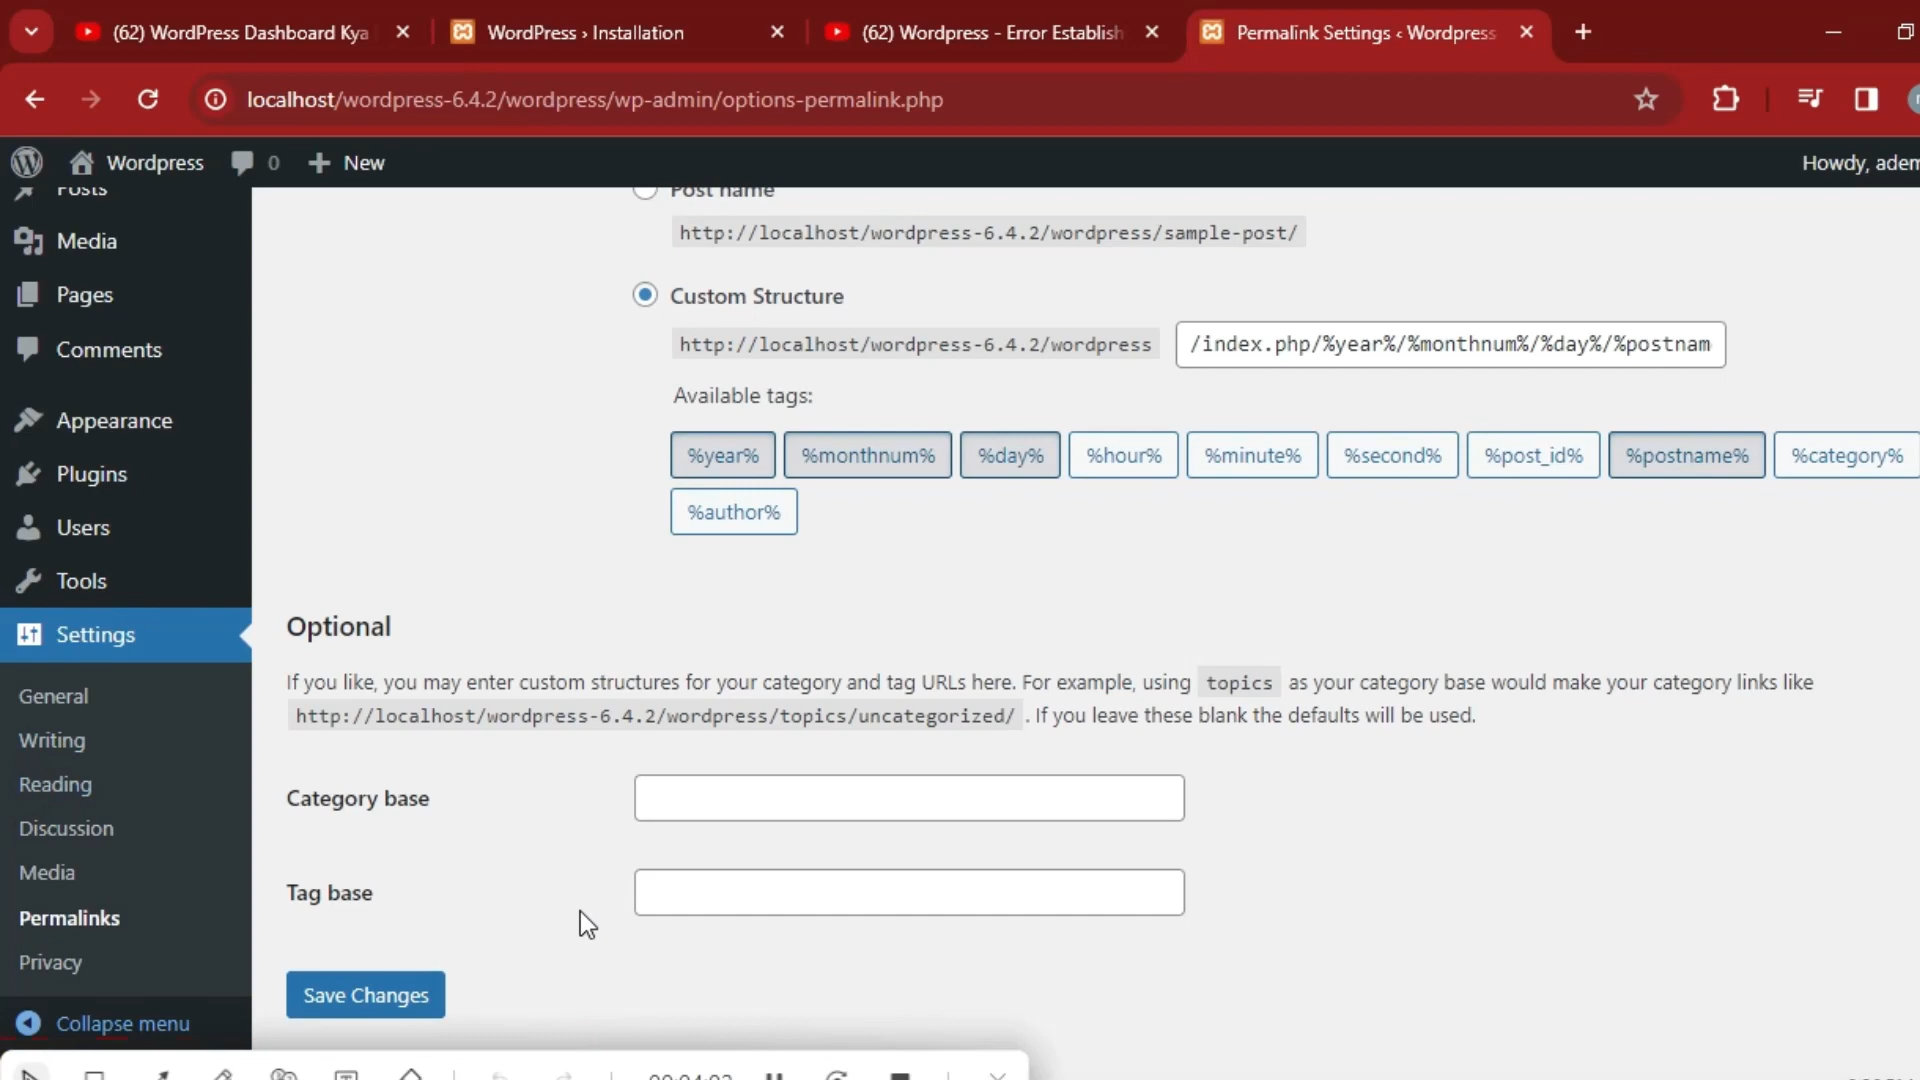 (62) WordPress Dashboard Kya
WordPress › Installation
(62) Wordpress - Error Establish
Permalink Settings ‹ Wordpress
localhost/wordpress-6.4.2/wordpress/wp-admin/options-permalink.php
Wordpress
0
New
Howdy, adem
Posts
Media
Pages
Comments
Appearance
Plugins
Users
Tools
Settings
General
Writing
Reading
Discussion
Media
Permalinks
Privacy
Collapse menu
Post name
http://localhost/wordpress-6.4.2/wordpress/sample-post/
Custom Structure
http://localhost/wordpress-6.4.2/wordpress /index.php/%year%/%monthnum%/%day%/%postnam
Available tags:
%year% %monthnum% %day% %hour% %minute% %second% %post_id% %postname% %category%
%author%
Optional
If you like, you may enter custom structures for your category and tag URLs here. For example, using topics as your category base would make your category links like
http://localhost/wordpress-6.4.2/wordpress/topics/uncategorized/ . If you leave these blank the defaults will be used.
Category base
Tag base
Save Changes